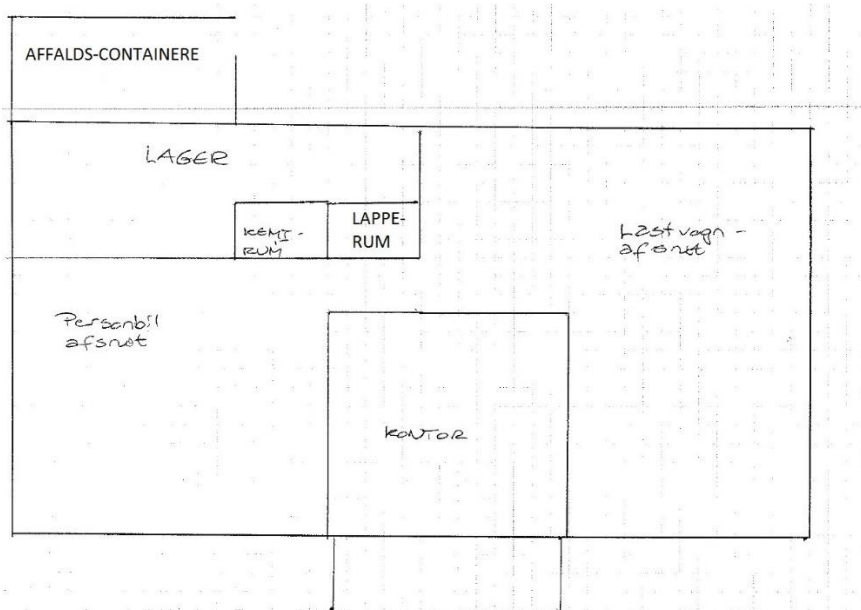 AFFALDS-CONTAINERE
LAGER
KEMI-
RUM
LAPPE-
RUM
Lastvogn-
afsnit
Personbil
afsnit
KONTOR